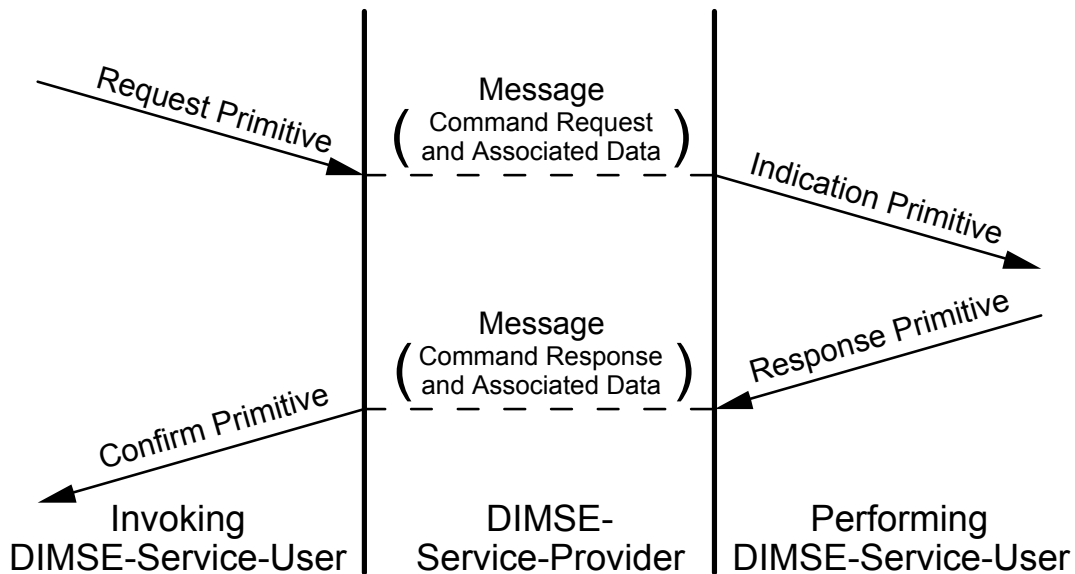 Request Primitive
Message
( Command Request
and Associated Data )
Indication Primitive
Message
( Command Response
and Associated Data )
Response Primitive
Confirm Primitive
Invoking
DIMSE-Service-User
DIMSE-
Service-Provider
Performing
DIMSE-Service-User